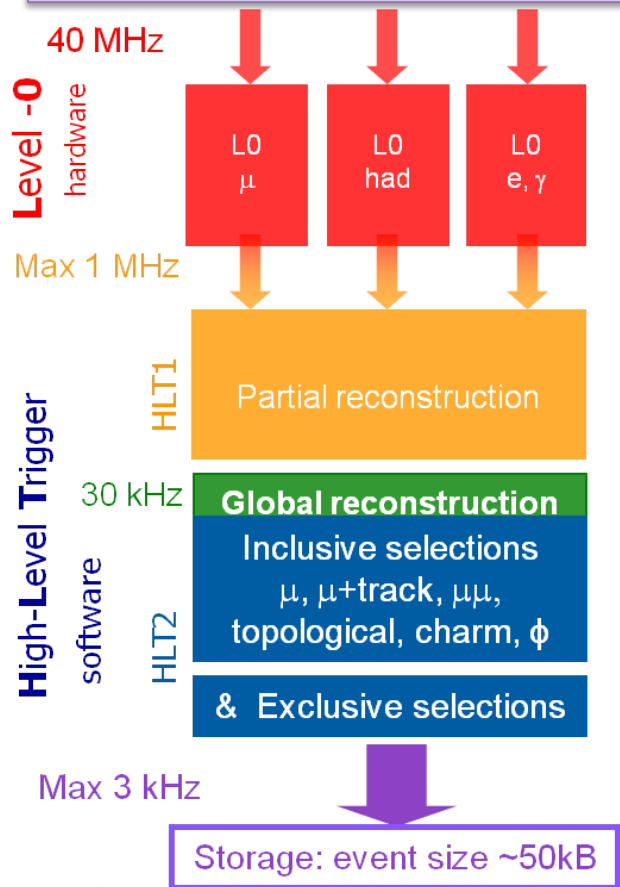 40 MHz
Level -0
hardware
L0
μ
L0
had
L0
e, γ
Max 1 MHz
High-Level Trigger
software
HLT1
Partial reconstruction
30 kHz
Global reconstruction
HLT2
Inclusive selections
μ, μ+track, μμ,
topological, charm, ϕ
& Exclusive selections
Max 3 kHz
Storage: event size ~50kB